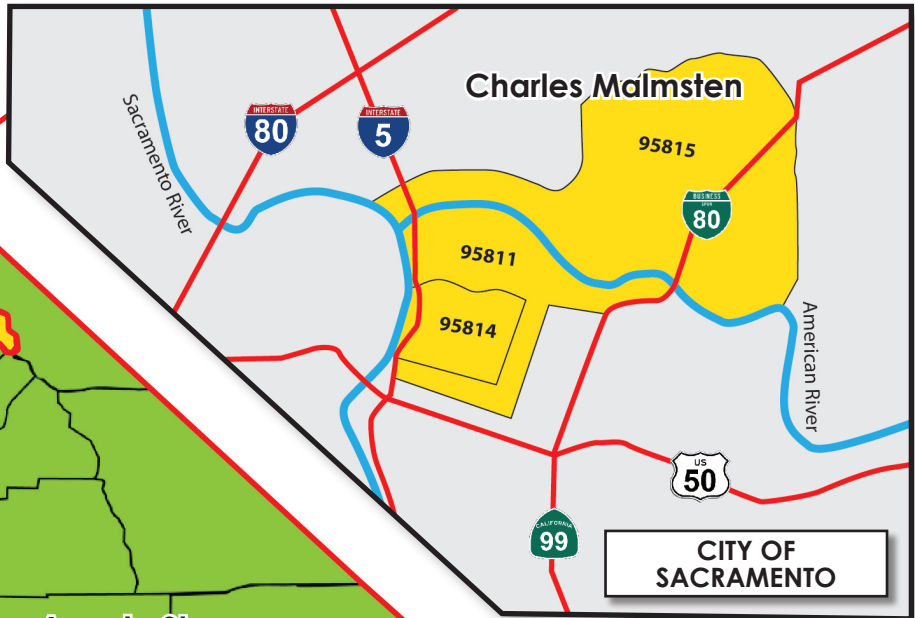 Charles Malmsten
Sacramento River
INTERSTATE
80
INTERSTATE
5
95815
BUSINESS
SPUR
80
95811
95814
American River
US
50
CALIFORNIA
99
CITY OF
SACRAMENTO